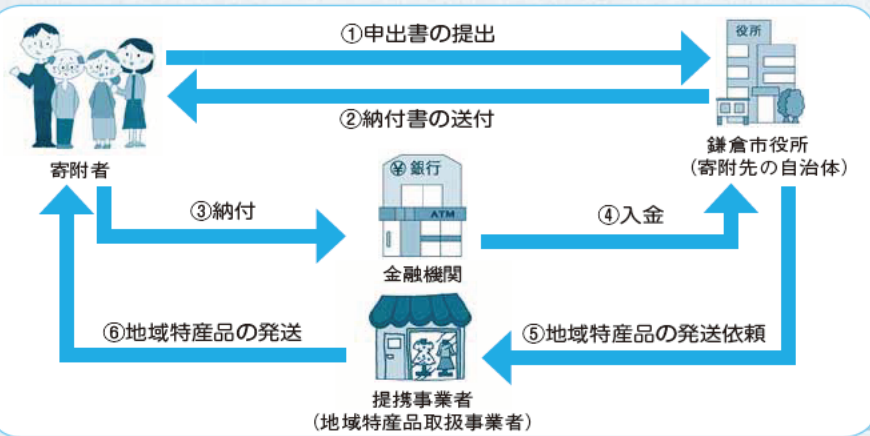 ①申出書の提出
役所
②納付書の送付
寄附者
鎌倉市役所
(寄附先の自治体)
¥銀行
ATM
③納付
④入金
金融機関
⑥地域特産品の発送
⑤地域特産品の発送依頼
提携事業者
(地域特産品取扱事業者)